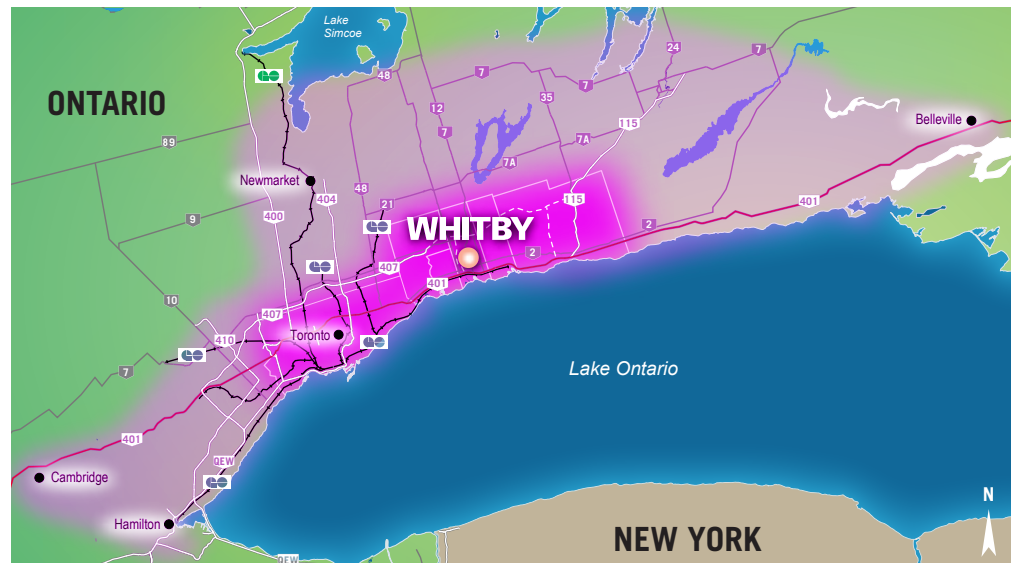 Lake
Simcoe
ONTARIO
48
7
24
7
12
35
7
7
115
Belleville
89
7A
7A
Newmarket
404
48
21
115
9
400
WHITBY
401
2
2
407
401
10
407
Toronto
410
Lake Ontario
7
401
QEW
Cambridge
Hamilton
N
NEW YORK
QEW